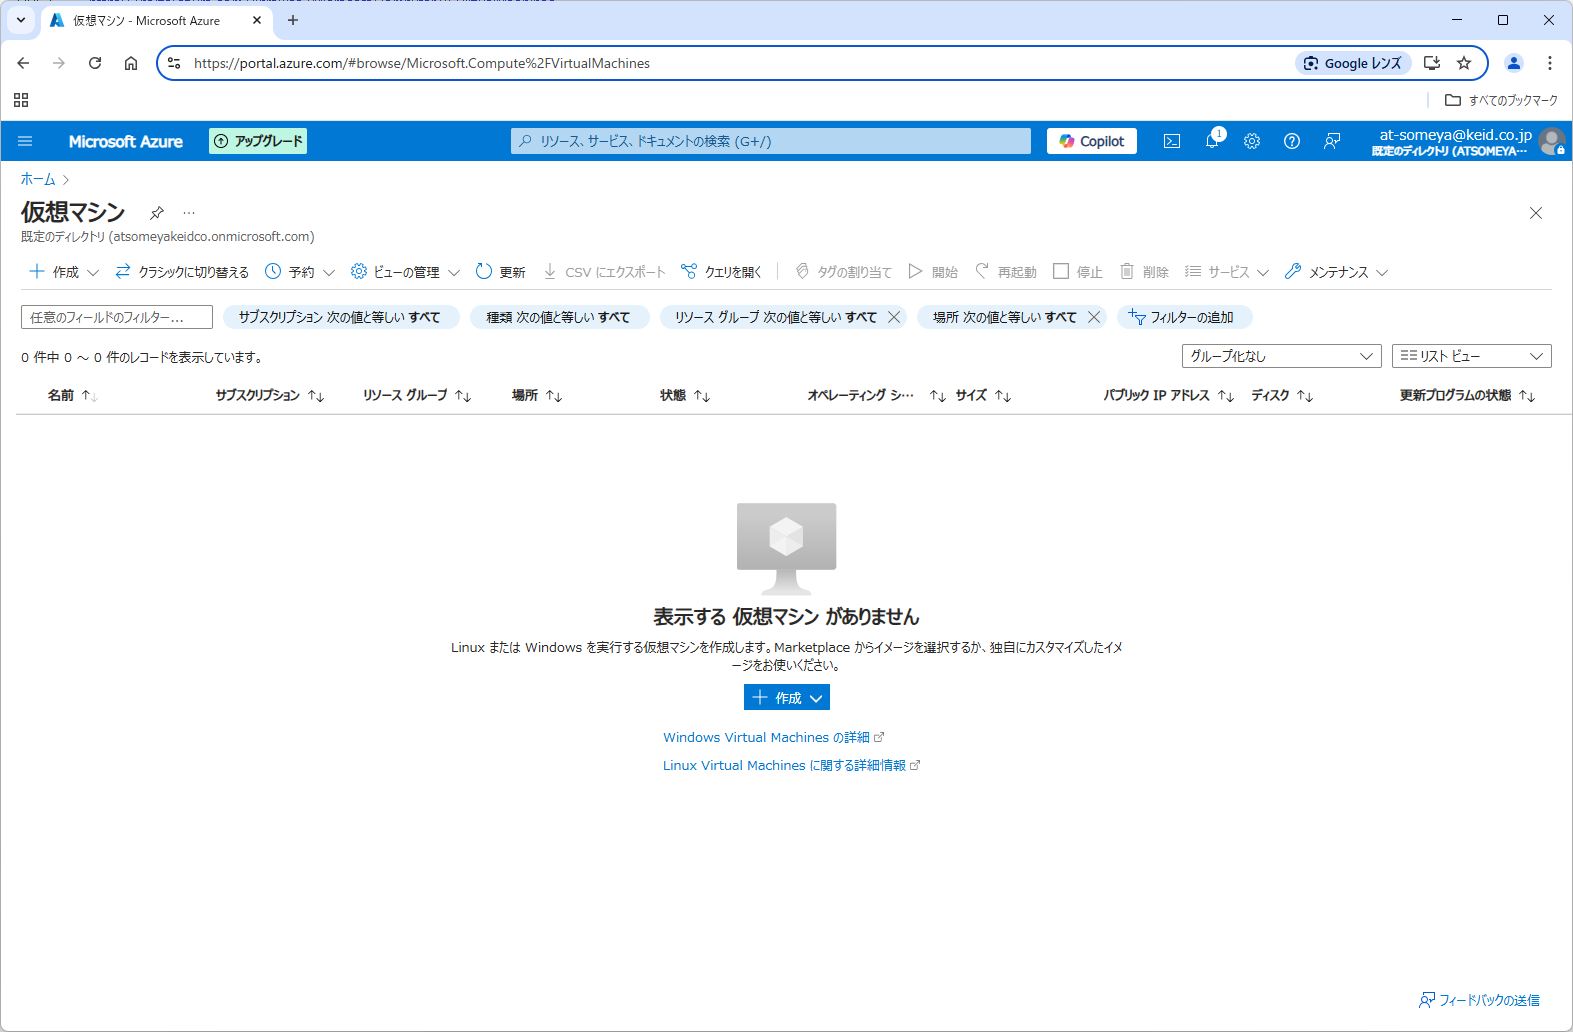 仮想マシン - Microsoft Azure
https://portal.azure.com/#browse/Microsoft.Compute%2FVirtualMachines
Google レンズ
すべてのブックマーク
Microsoft Azure
アップグレード
リソース、サービス、ドキュメントの検索 (G+/)
Copilot
1
at-someya@keid.co.jp
既定のディレクトリ (ATSOMEYA…
ホーム
仮想マシン
…
既定のディレクトリ (atsomeyakeidco.onmicrosoft.com)
作成 クラシックに切り替える 予約 ビューの管理 更新 CSV にエクスポート クエリを開く タグの割り当て 開始 再起動 停止 削除 サービス メンテナンス
任意のフィールドのフィルター... サブスクリプション 次の値と等しい すべて 種類 次の値と等しい すべて リソース グループ 次の値と等しい すべて 場所 次の値と等しい すべて フィルターの追加
0 件中 0 ～ 0 件のレコードを表示しています。
グループ化なし リスト ビュー
名前 サブスクリプション リソース グループ 場所 状態 オペレーティング シ… サイズ パブリック IP アドレス ディスク 更新プログラムの状態
表示する 仮想マシン がありません
Linux または Windows を実行する仮想マシンを作成します。Marketplace からイメージを選択するか、独自にカスタマイズしたイメ
ージをお使いください。
作成
Windows Virtual Machines の詳細
Linux Virtual Machines に関する詳細情報
フィードバックの送信